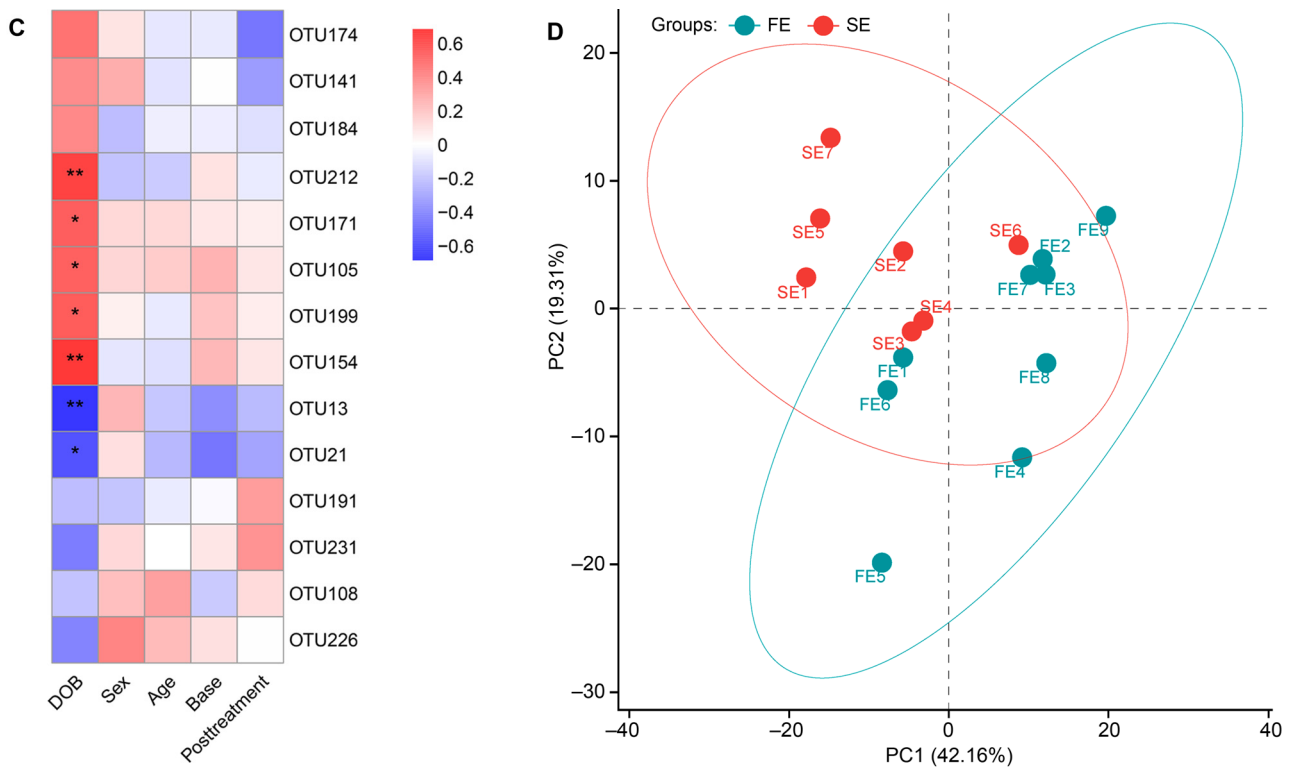 C
OTU174
OTU141
OTU184
** OTU212
* OTU171
* OTU105
* OTU199
** OTU154
** OTU13
* OTU21
OTU191
OTU231
OTU108
OTU226
DOB Sex Age Base Posttreatment
0.6
0.4
0.2
0
−0.2
−0.4
−0.6
D
Groups: FE SE
20
10
0
−10
−20
−30
PC2 (19.31%)
SE7
SE5
SE1
SE2
SE6
FE9
FE2
FE7
FE3
SE4
SE3
FE1
FE6
FE8
FE4
FE5
−40 −20 0 20 40
PC1 (42.16%)